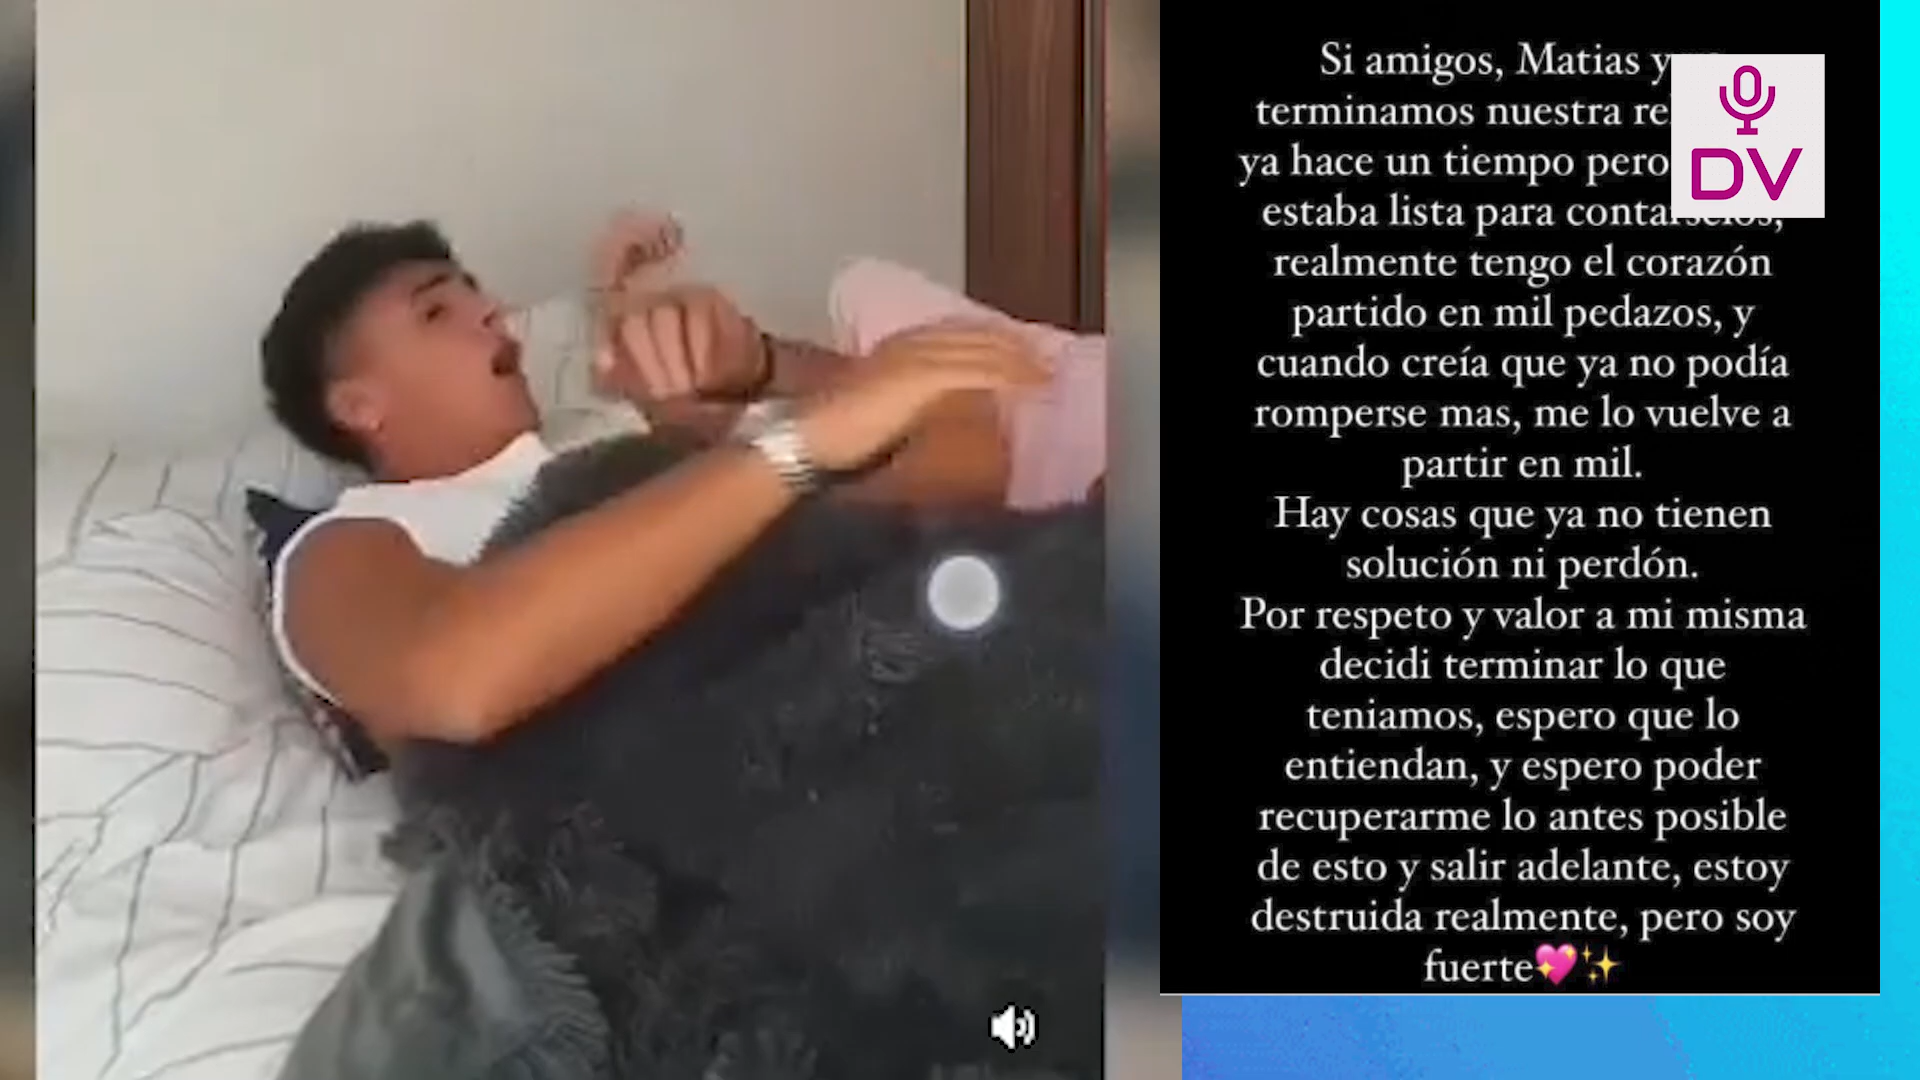 Si amigos, Matias y
terminamos nuestra
ya hace un tiempo pero
estaba lista para contarselos,
realmente tengo el corazón
partido en mil pedazos, y
cuando creía que ya no podía
romperse mas, me lo vuelve a
partir en mil.
Hay cosas que ya no tienen
solución ni perdón.
Por respeto y valor a mi misma
decidi terminar lo que
teniamos, espero que lo
entiendan, y espero poder
recuperarme lo antes posible
de esto y salir adelante, estoy
destruida realmente, pero soy
fuerte💖✨
DV